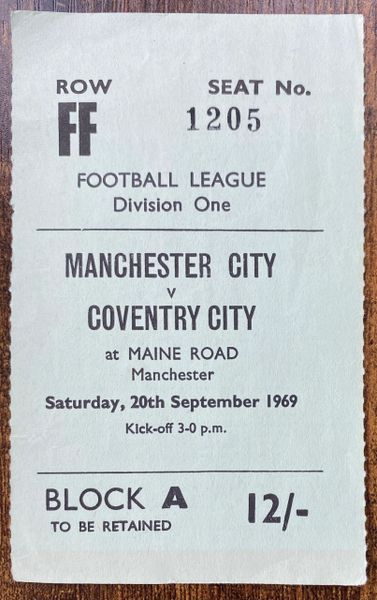 ROW SEAT No.
FF 1205
FOOTBALL LEAGUE
Division One
MANCHESTER CITY
v
COVENTRY CITY
at MAINE ROAD
Manchester
Saturday, 20th September 1969
Kick-off 3-0 p.m.
BLOCK A 12/-
TO BE RETAINED